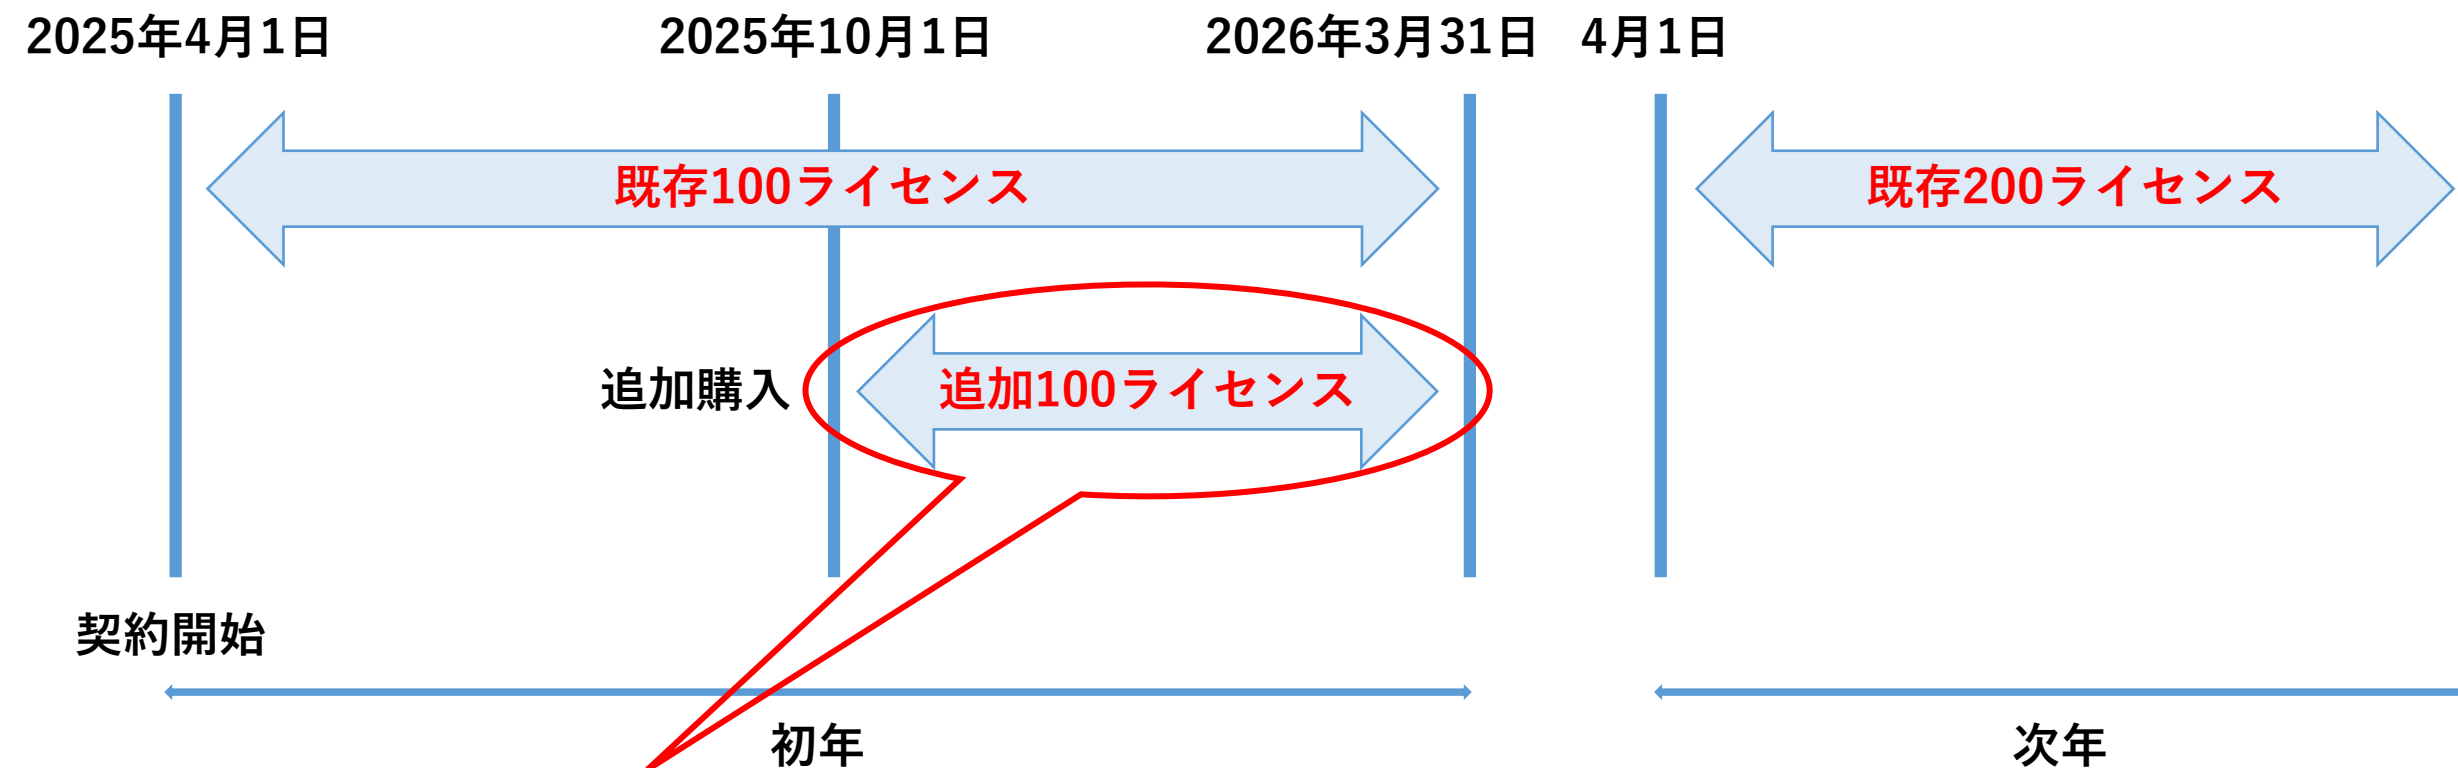 2025年4月1日
2025年10月1日
2026年3月31日
4月1日
既存100ライセンス
既存200ライセンス
追加購入
追加100ライセンス
契約開始
初年
次年